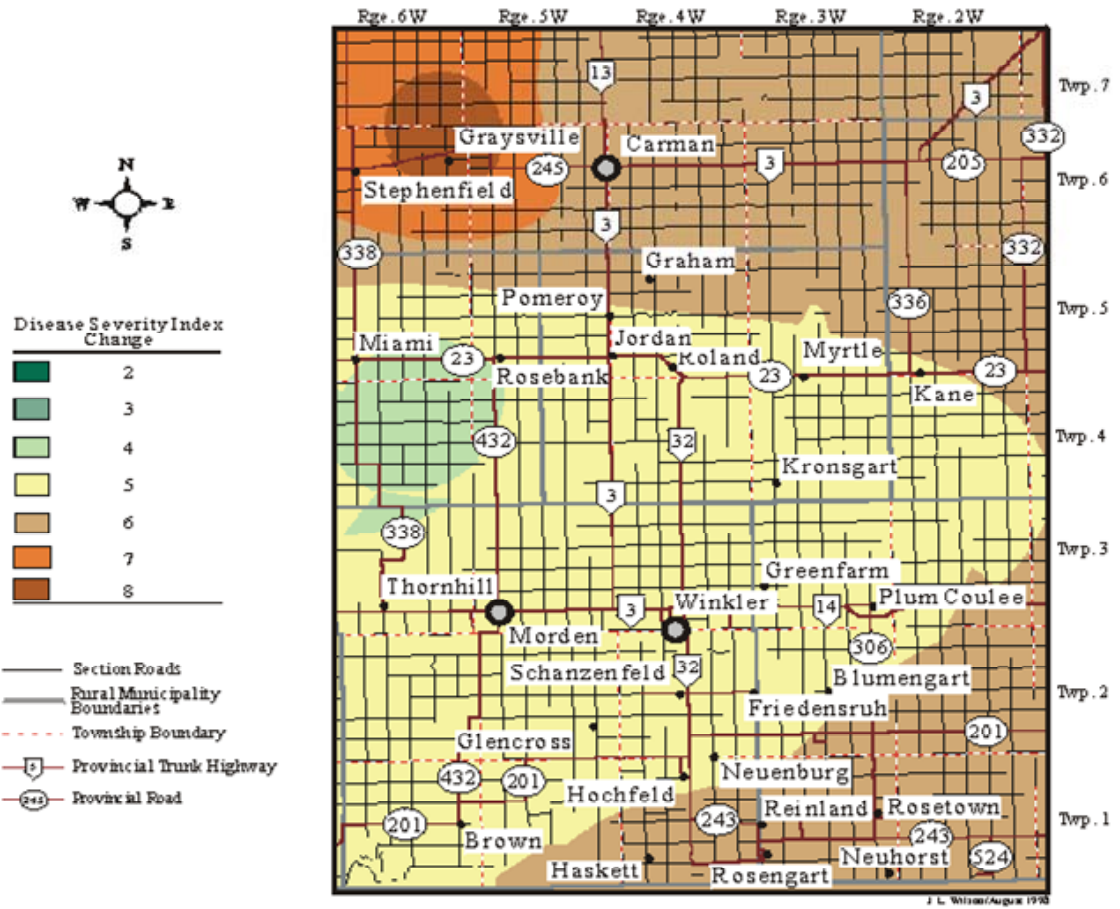 Rge. 6W Rge. 5W Rge. 4W Rge. 3W Rge. 2W
Twp. 7
13
3
332
Graysville
Carman
245
3
205
Twp. 6
Stephenfield
3
338
332
Graham
Pomeroy
336
Twp. 5
Jordan
Miami
23
Roland
Myrtle
23
23
Rosebank
Kane
432
32
Twp. 4
Kronsgart
3
338
Twp. 3
Greenfarm
Thornhill
Winkler
Plum Coulee
3
14
Morden
306
Schanzenfeld
32
Blumengart
Twp. 2
Friedensruh
201
Glencross
Neuenburg
432
201
Hochfeld
Reinland
Rosetown
Twp. 1
201
243
243
Brown
524
Neuhorst
Haskett
Rosengart
N
W E
S
Disease Severity Index
Change
2
3
4
5
6
7
8
Section Roads
Rural Municipality
Boundaries
Township Boundary
Provincial Trunk Highway
Provincial Road
J. L. Wilson/August 1998